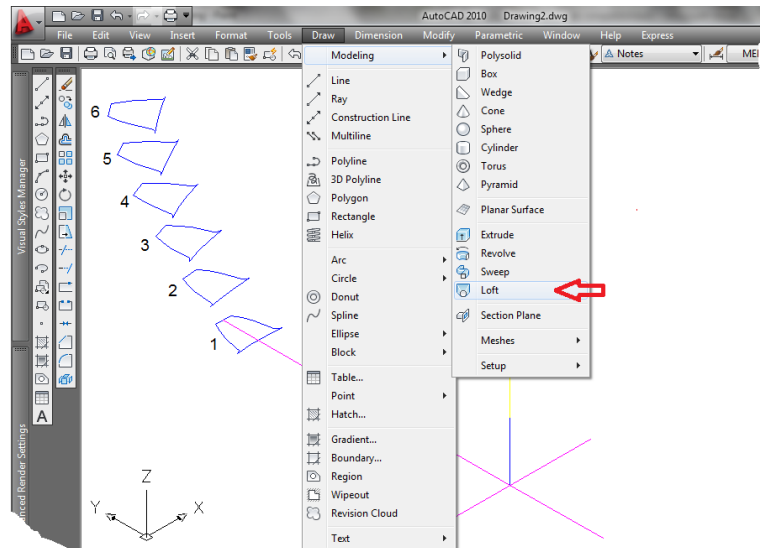 AutoCAD 2010 Drawing2.dwg
File Edit View Insert Format Tools Draw Dimension Modify Parametric Window Help Express
A Notes
Modeling
Line
Ray
Construction Line
Multiline
Polyline
3D Polyline
Polygon
Rectangle
Helix
Arc
Circle
Donut
Spline
Ellipse
Block
Table...
Point
Hatch...
Gradient...
Boundary...
Region
Wipeout
Revision Cloud
Text
Polysolid
Box
Wedge
Cone
Sphere
Cylinder
Torus
Pyramid
Planar Surface
Extrude
Revolve
Sweep
Loft
Section Plane
Meshes
Setup
Visual Styles Manager
Render Settings
A
6
5
4
3
2
1
Z
Y
X